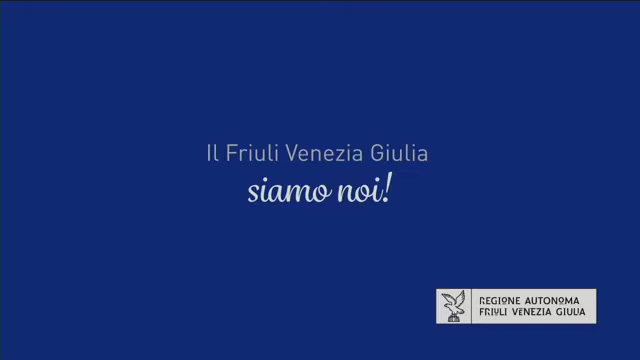 Il Friuli Venezia Giulia
siamo noi!
REGIONE AUTONOMA
FRIULI VENEZIA GIULIA